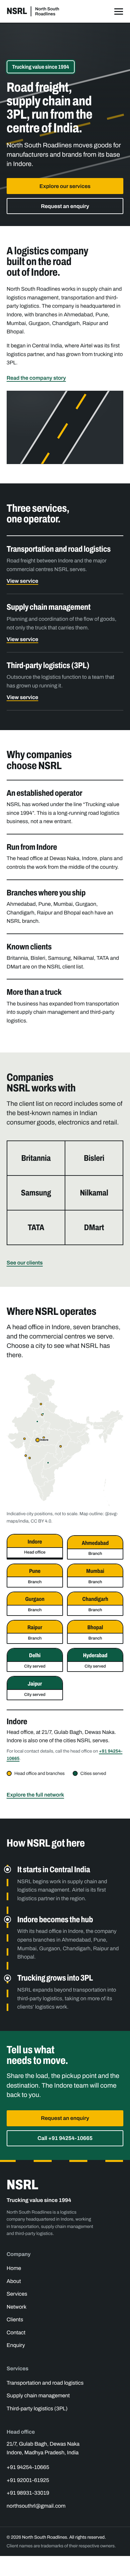 NSRL
North South
Roadlines
Trucking value since 1994
Road freight,
supply chain and
3PL, run from the
centre of India.
North South Roadlines moves goods for
manufacturers and brands from its base
in Indore.
Explore our services
Request an enquiry
A logistics company
built on the road
out of Indore.
North South Roadlines works in supply chain and
logistics management, transportation and third-
party logistics. The company is headquartered in
Indore, with branches in Ahmedabad, Pune,
Mumbai, Gurgaon, Chandigarh, Raipur and
Bhopal.
It began in Central India, where Airtel was its first
logistics partner, and has grown from trucking into
3PL.
Read the company story
Three services,
one operator.
Transportation and road logistics
Road freight between Indore and the major
commercial centres NSRL serves.
View service
Supply chain management
Planning and coordination of the flow of goods,
not only the truck that carries them.
View service
Third-party logistics (3PL)
Outsource the logistics function to a team that
has grown up running it.
View service
Why companies
choose NSRL
An established operator
NSRL has worked under the line “Trucking value
since 1994”. This is a long-running road logistics
business, not a new entrant.
Run from Indore
The head office at Dewas Naka, Indore, plans and
controls the work from the middle of the country.
Branches where you ship
Ahmedabad, Pune, Mumbai, Gurgaon,
Chandigarh, Raipur and Bhopal each have an
NSRL branch.
Known clients
Britannia, Bisleri, Samsung, Nilkamal, TATA and
DMart are on the NSRL client list.
More than a truck
The business has expanded from transportation
into supply chain management and third-party
logistics.
Companies
NSRL works with
The client list on record includes some of
the best-known names in Indian
consumer goods, electronics and retail.
Britannia
Bisleri
Samsung
Nilkamal
TATA
DMart
See our clients
Where NSRL operates
A head office in Indore, seven branches,
and the commercial centres we serve.
Choose a city to see what NSRL has
there.
Indicative city positions, not to scale. Map outline: @svg-
maps/india, CC BY 4.0
Indore
Head office
Ahmedabad
Branch
Pune
Branch
Mumbai
Branch
Gurgaon
Branch
Chandigarh
Branch
Raipur
Branch
Bhopal
Branch
Delhi
City served
Hyderabad
City served
Jaipur
City served
Indore
Head office, at 21/7, Gulab Bagh, Dewas Naka.
Indore is also one of the cities NSRL serves.
For local contact details, call the head office on +91 94254-
10665.
Head office and branches
Cities served
Explore the full network
How NSRL got here
It starts in Central India
NSRL begins work in supply chain and
logistics management. Airtel is its first
logistics partner in the region.
Indore becomes the hub
With its head office in Indore, the company
opens branches in Ahmedabad, Pune,
Mumbai, Gurgaon, Chandigarh, Raipur and
Bhopal.
Trucking grows into 3PL
NSRL expands beyond transportation into
third-party logistics, taking on more of its
clients' logistics work.
Tell us what
needs to move.
Share the load, the pickup point and the
destination. The Indore team will come
back to you.
Request an enquiry
Call +91 94254-10665
NSRL
Trucking value since 1994
North South Roadlines is a logistics
company headquartered in Indore, working
in transportation, supply chain management
and third-party logistics.
Company
Home
About
Services
Network
Clients
Contact
Enquiry
Services
Transportation and road logistics
Supply chain management
Third-party logistics (3PL)
Head office
21/7, Gulab Bagh, Dewas Naka
Indore, Madhya Pradesh, India
+91 94254-10665
+91 92001-61925
+91 98931-33019
northsouthrl@gmail.com
© 2026 North South Roadlines. All rights reserved.
Client names are trademarks of their respective owners.